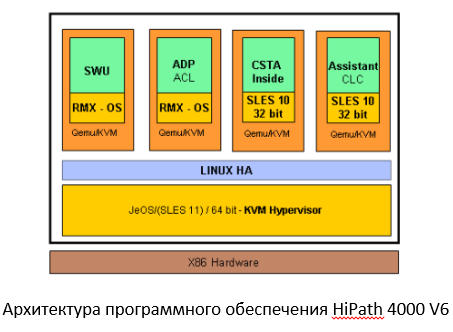 SWU
RMX - OS
Qemu/KVM
ADP
ACL
RMX - OS
Qemu/KVM
CSTA
Inside
SLES 10
32 bit
Qemu/KVM
Assistant
CLC
SLES 10
32 bit
Qemu/KVM
LINUX HA
JeOS/(SLES 11) / 64 bit - KVM Hypervisor
X86 Hardware
Архитектура программного обеспечения HiPath 4000 V6